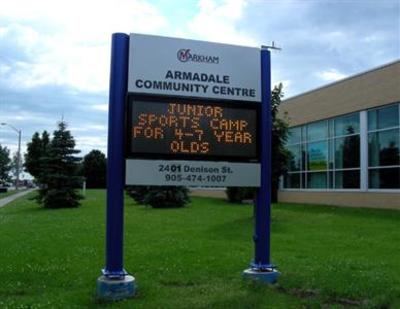 MARKHAM
ARMADALE
COMMUNITY CENTRE
JUNIOR
SPORTS CAMP
FOR 4-7 YEAR
OLDS
2401 Denison St.
905-474-1007